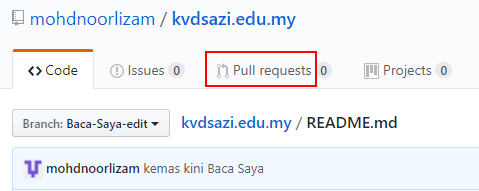 mohdnoorlizam / kvdsazi.edu.my
Code Issues 0 Pull requests 0 Projects 0
Branch: Baca-Saya-edit kvdsazi.edu.my / README.md
mohdnoorlizam kemas kini Baca Saya